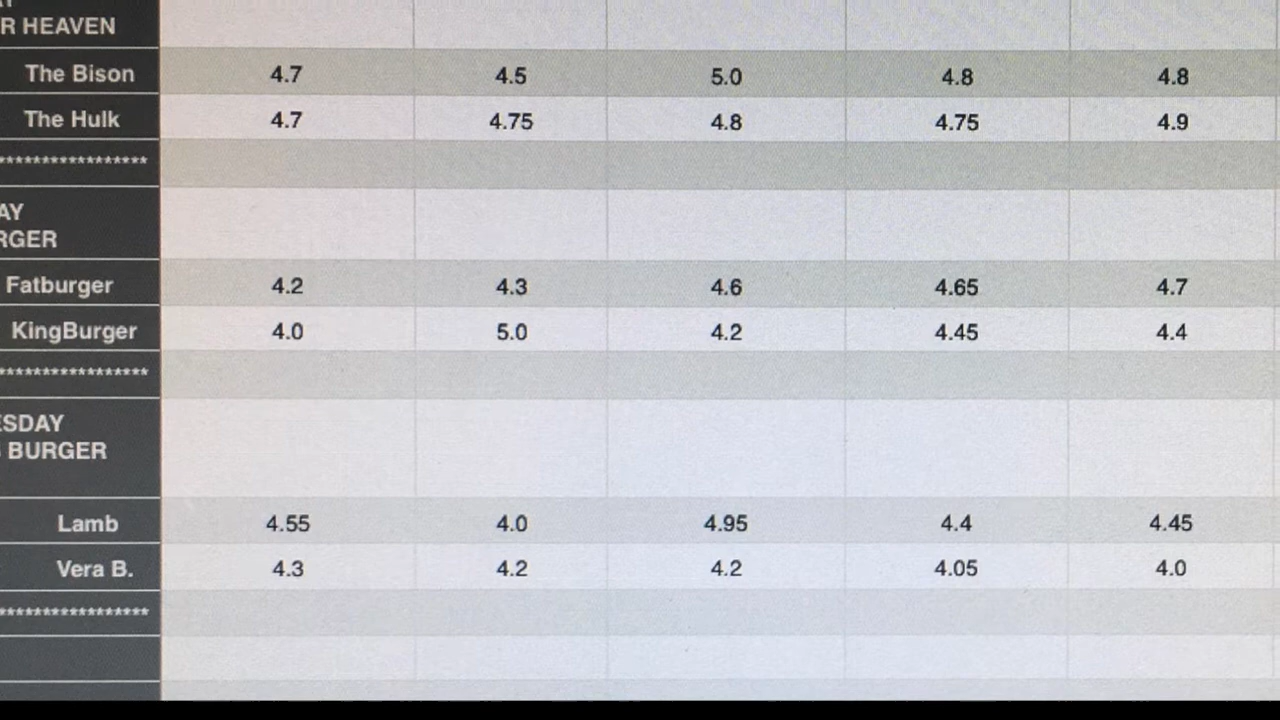 R HEAVEN
The Bison 4.7 4.5 5.0 4.8 4.8
The Hulk 4.7 4.75 4.8 4.75 4.9
*****************
AY
RGER
Fatburger 4.2 4.3 4.6 4.65 4.7
KingBurger 4.0 5.0 4.2 4.45 4.4
*****************
ESDAY
BURGER
Lamb 4.55 4.0 4.95 4.4 4.45
Vera B. 4.3 4.2 4.2 4.05 4.0
*****************